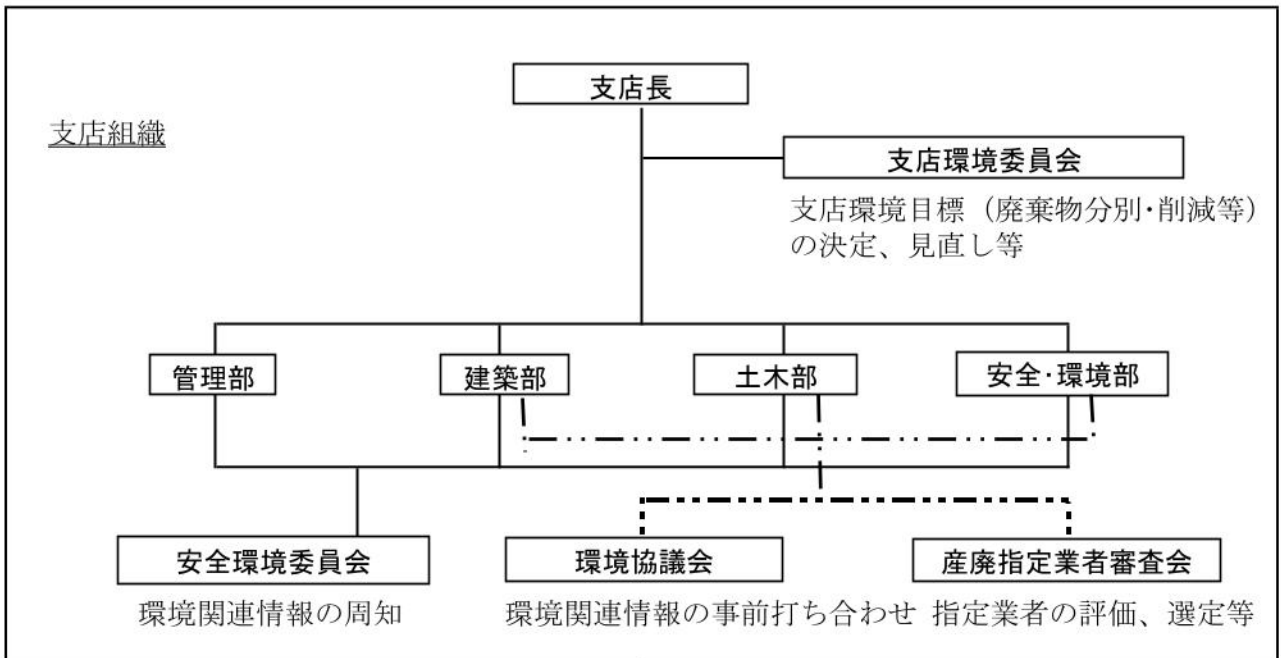 支店長
支店組織
支店環境委員会
支店環境目標（廃棄物分別・削減等）
の決定、見直し等
管理部
建築部
土木部
安全・環境部
安全環境委員会
環境協議会
産廃指定業者審査会
環境関連情報の周知
環境関連情報の事前打ち合わせ
指定業者の評価、選定等